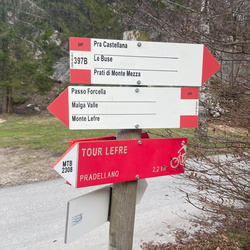 Pra Castellana
397B
Le Buse
Prati di Monte Mezza
Passo Forcella
Malga Valle
Monte Lefre
MTB
2308
TOUR LEFRE
PRADELLANO
2,2 km